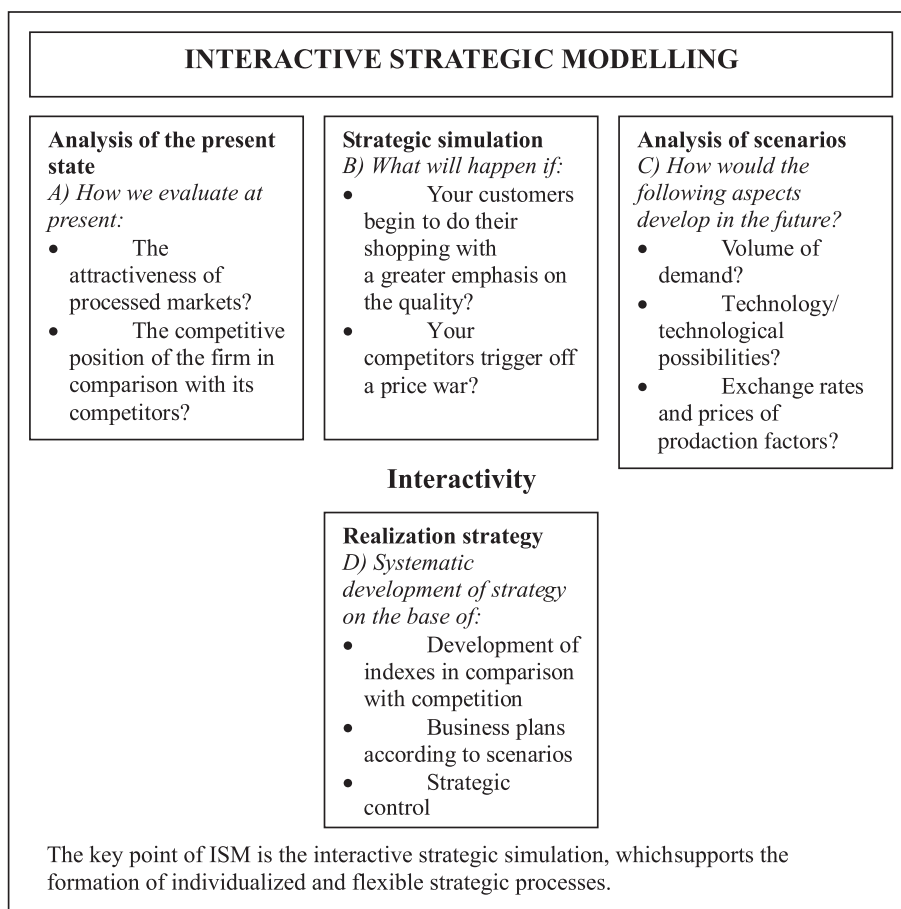 INTERACTIVE STRATEGIC MODELLING
Analysis of the present
state
A) How we evaluate at
present:
• The
attractiveness of
processed markets?
• The competitive
position of the firm in
comparison with its
competitors?
Strategic simulation
B) What will happen if:
• Your customers
begin to do their
shopping with
a greater emphasis on
the quality?
• Your
competitors trigger off
a price war?
Analysis of scenarios
C) How would the
following aspects
develop in the future?
• Volume of
demand?
• Technology/
technological
possibilities?
• Exchange rates
and prices of
prodaction factors?
Interactivity
Realization strategy
D) Systematic
development of strategy
on the base of:
• Development of
indexes in comparison
with competition
• Business plans
according to scenarios
• Strategic
control
The key point of ISM is the interactive strategic simulation, whichsupports the
formation of individualized and flexible strategic processes.